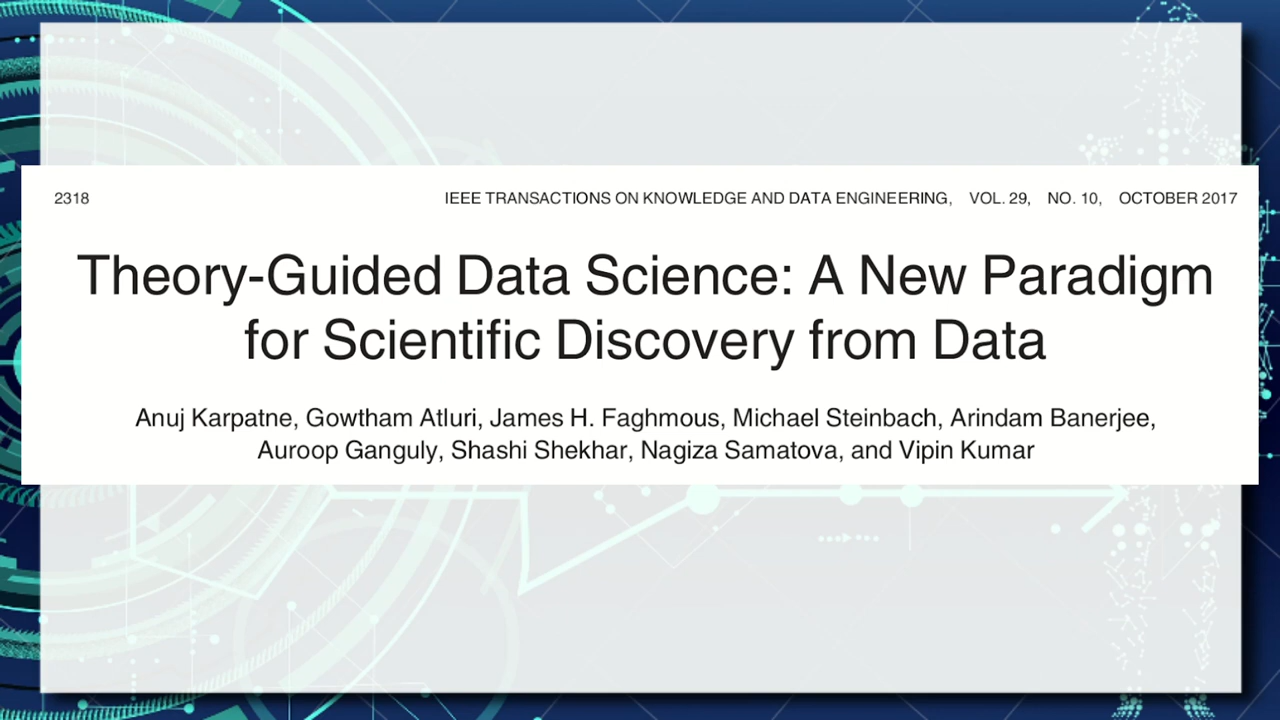 2318 IEEE TRANSACTIONS ON KNOWLEDGE AND DATA ENGINEERING, VOL. 29, NO. 10, OCTOBER 2017
Theory-Guided Data Science: A New Paradigm
for Scientific Discovery from Data
Anuj Karpatne, Gowtham Atluri, James H. Faghmous, Michael Steinbach, Arindam Banerjee,
Auroop Ganguly, Shashi Shekhar, Nagiza Samatova, and Vipin Kumar